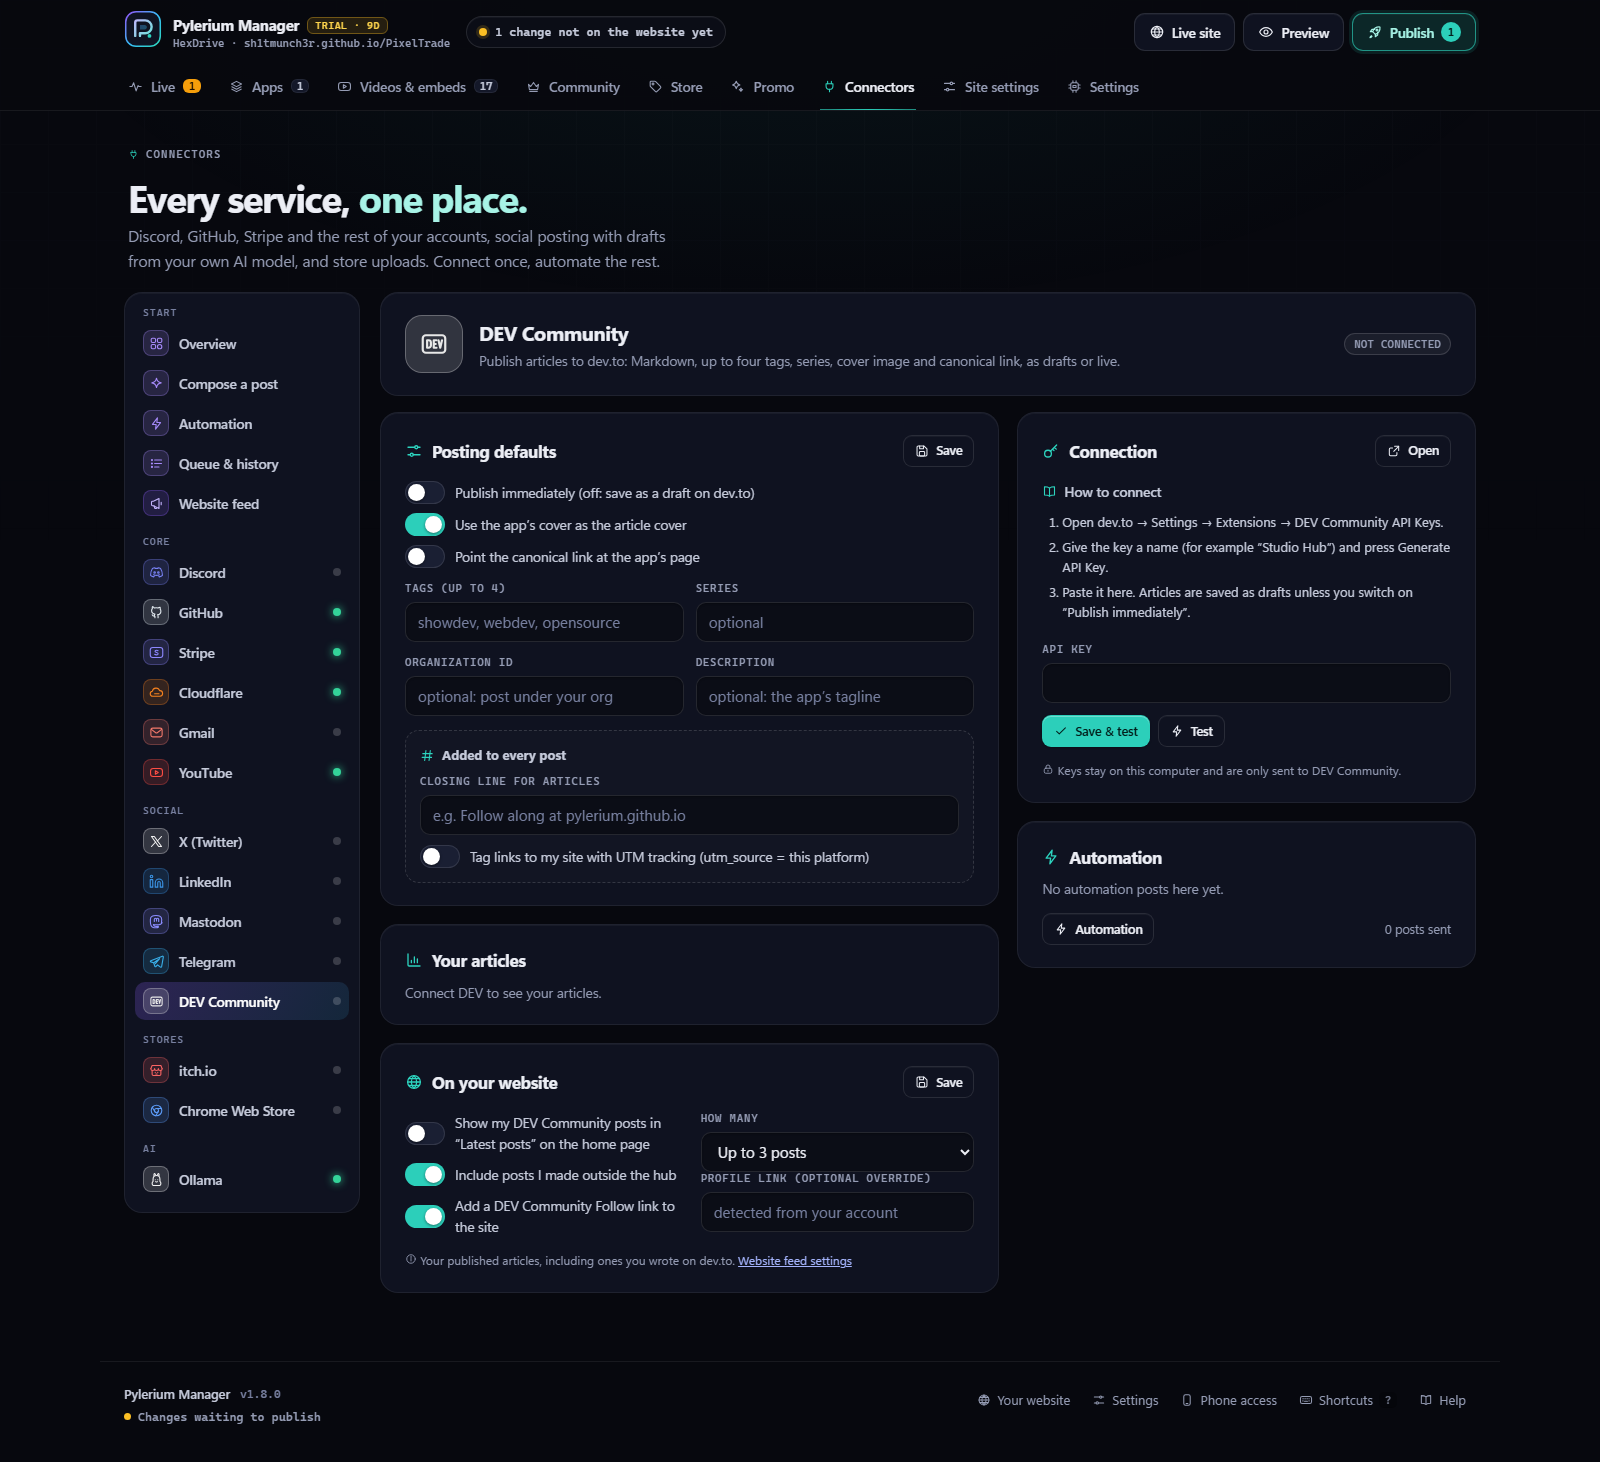 Pylerium Manager TRIAL · 9D
HexDrive · sh1tmunch3r.github.io/PixelTrade
1 change not on the website yet
Live site
Preview
Publish 1
Live 1
Apps 1
Videos & embeds 17
Community
Store
Promo
Connectors
Site settings
Settings
CONNECTORS
Every service, one place.
Discord, GitHub, Stripe and the rest of your accounts, social posting with drafts
from your own AI model, and store uploads. Connect once, automate the rest.
START
Overview
Compose a post
Automation
Queue & history
Website feed
CORE
Discord
GitHub
Stripe
Cloudflare
Gmail
YouTube
SOCIAL
X (Twitter)
LinkedIn
Mastodon
Telegram
DEV Community
STORES
itch.io
Chrome Web Store
AI
Ollama
DEV
DEV Community
Publish articles to dev.to: Markdown, up to four tags, series, cover image and canonical link, as drafts or live.
NOT CONNECTED
Posting defaults
Save
Publish immediately (off: save as a draft on dev.to)
Use the app's cover as the article cover
Point the canonical link at the app's page
TAGS (UP TO 4)
showdev, webdev, opensource
SERIES
optional
ORGANIZATION ID
optional: post under your org
DESCRIPTION
optional: the app's tagline
Added to every post
CLOSING LINE FOR ARTICLES
e.g. Follow along at pylerium.github.io
Tag links to my site with UTM tracking (utm_source = this platform)
Your articles
Connect DEV to see your articles.
On your website
Save
Show my DEV Community posts in
“Latest posts” on the home page
Include posts I made outside the hub
Add a DEV Community Follow link to
the site
HOW MANY
Up to 3 posts
PROFILE LINK (OPTIONAL OVERRIDE)
detected from your account
Your published articles, including ones you wrote on dev.to. Website feed settings
Connection
Open
How to connect
1. Open dev.to → Settings → Extensions → DEV Community API Keys.
2. Give the key a name (for example “Studio Hub”) and press Generate
API Key.
3. Paste it here. Articles are saved as drafts unless you switch on
“Publish immediately”.
API KEY
Save & test
Test
Keys stay on this computer and are only sent to DEV Community.
Automation
No automation posts here yet.
Automation
0 posts sent
Pylerium Manager v1.8.0
Changes waiting to publish
Your website
Settings
Phone access
Shortcuts ?
Help